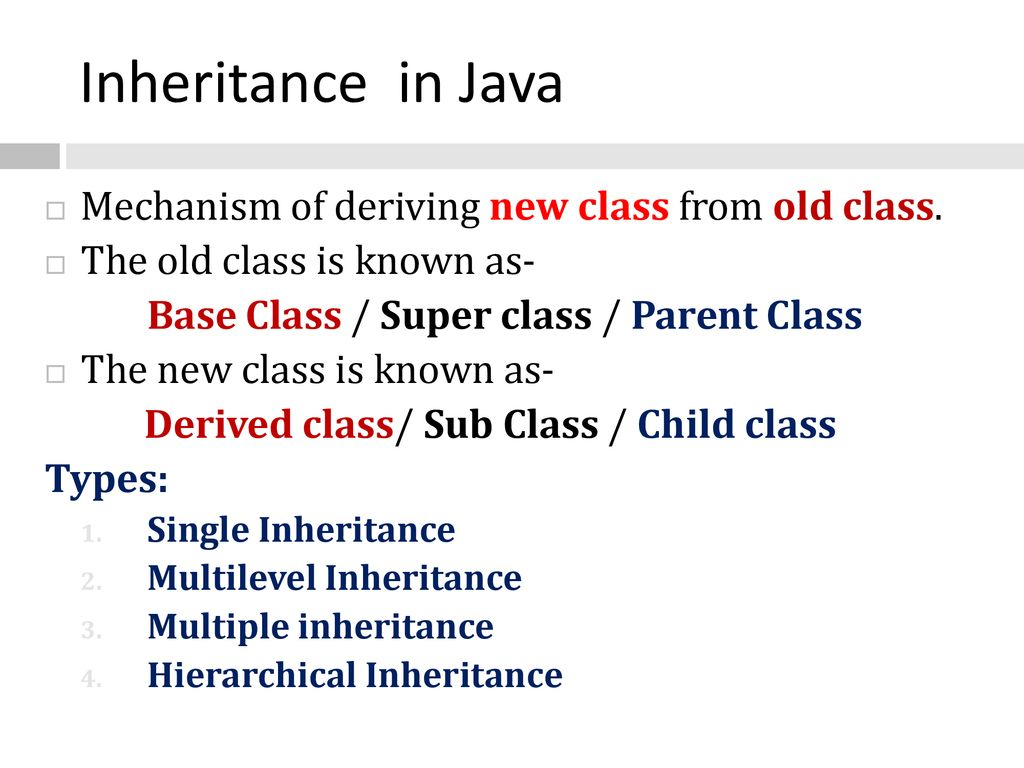 Inheritance in Java
Mechanism of deriving new class from old class.
The old class is known as-
Base Class / Super class / Parent Class
The new class is known as-
Derived class/ Sub Class / Child class
Types:
1. Single Inheritance
2. Multilevel Inheritance
3. Multiple inheritance
4. Hierarchical Inheritance